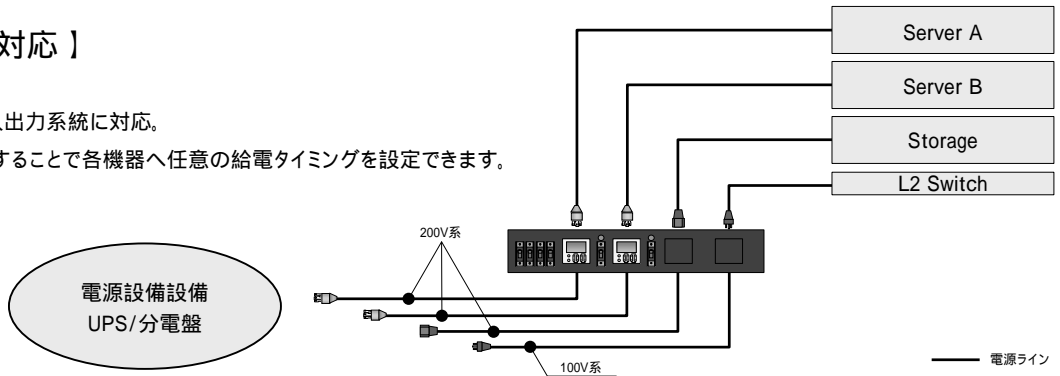 対応】
入出力系統に対応。
することで各機器へ任意の給電タイミングを設定できます。
Server A
Server B
Storage
L2 Switch
200V系
電源設備設備
UPS/分電盤
100V系
電源ライン